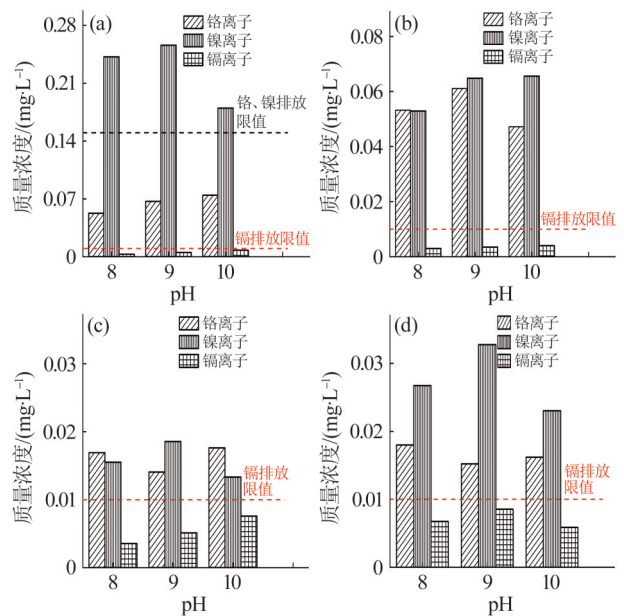 (a)
铬离子
镍离子
镉离子
0.28
0.21
0.14
0.07
0
铬、镍排放
限值
镉排放限值
8
9
10
pH
质量浓度/(mg·L⁻¹)
(b)
铬离子
镍离子
镉离子
0.08
0.06
0.04
0.02
0
镉排放限值
8
9
10
pH
质量浓度/(mg·L⁻¹)
(c)
铬离子
镍离子
镉离子
0.03
0.02
0.01
0
镉排放
限值
8
9
10
pH
质量浓度/(mg·L⁻¹)
(d)
铬离子
镍离子
镉离子
0.03
0.02
0.01
0
镉排放
限值
8
9
10
pH
质量浓度/(mg·L⁻¹)